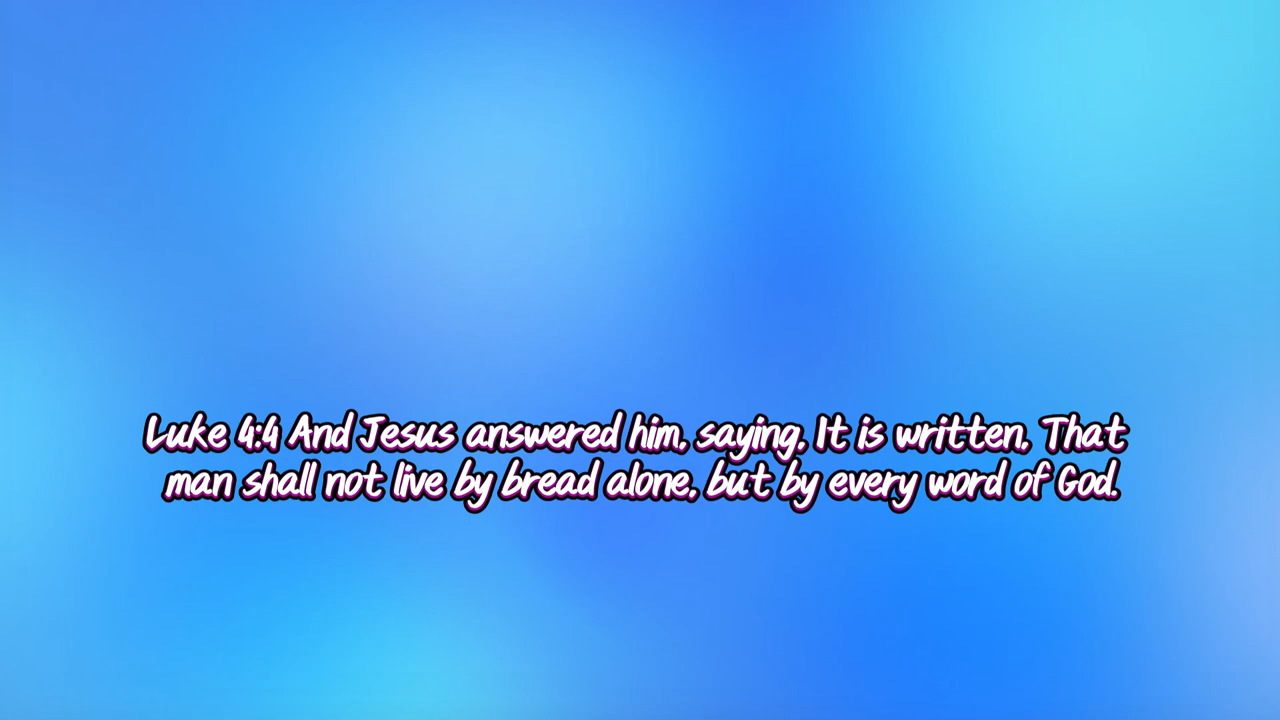 Luke 4:4 And Jesus answered him, saying, It is written, That
man shall not live by bread alone, but by every word of God.